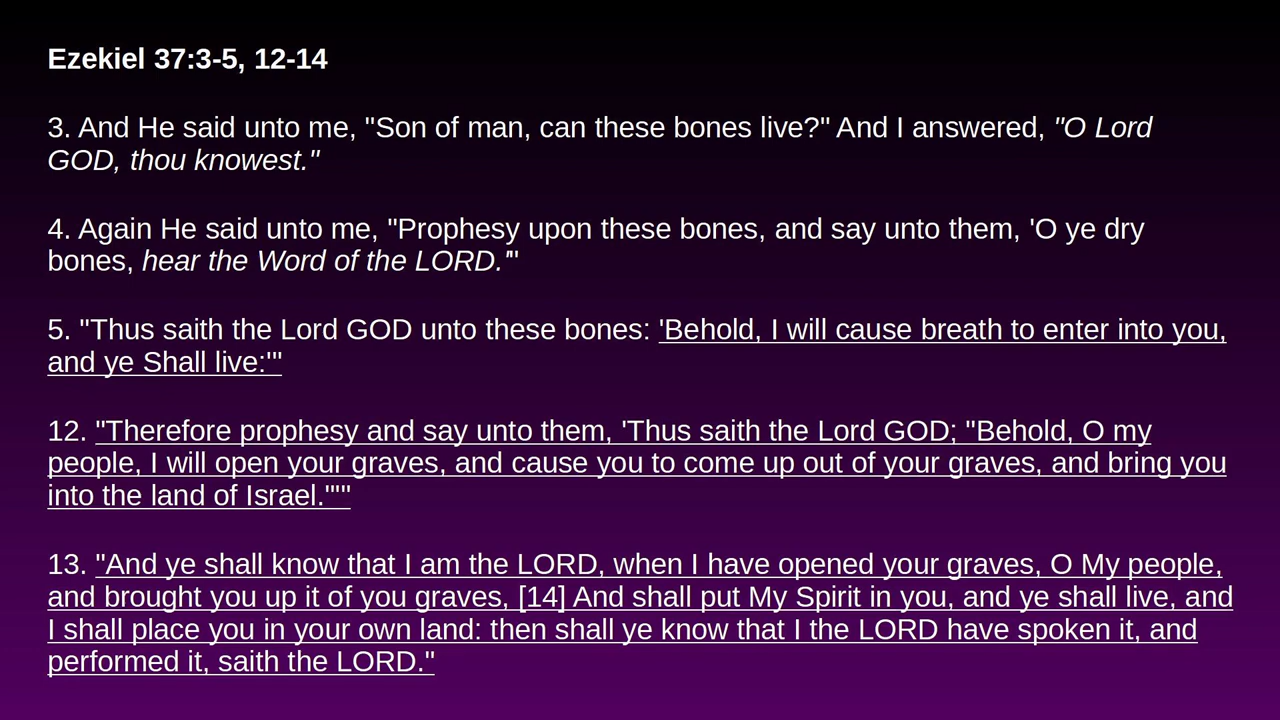 Ezekiel 37:3-5, 12-14
3. And He said unto me, "Son of man, can these bones live?" And I answered, "O Lord
GOD, thou knowest."
4. Again He said unto me, "Prophesy upon these bones, and say unto them, 'O ye dry
bones, hear the Word of the LORD.'"
5. "Thus saith the Lord GOD unto these bones: 'Behold, I will cause breath to enter into you,
and ye Shall live:'"
12. "Therefore prophesy and say unto them, 'Thus saith the Lord GOD; "Behold, O my
people, I will open your graves, and cause you to come up out of your graves, and bring you
into the land of Israel."'"
13. "And ye shall know that I am the LORD, when I have opened your graves, O My people,
and brought you up it of you graves, [14] And shall put My Spirit in you, and ye shall live, and
I shall place you in your own land: then shall ye know that I the LORD have spoken it, and
performed it, saith the LORD."